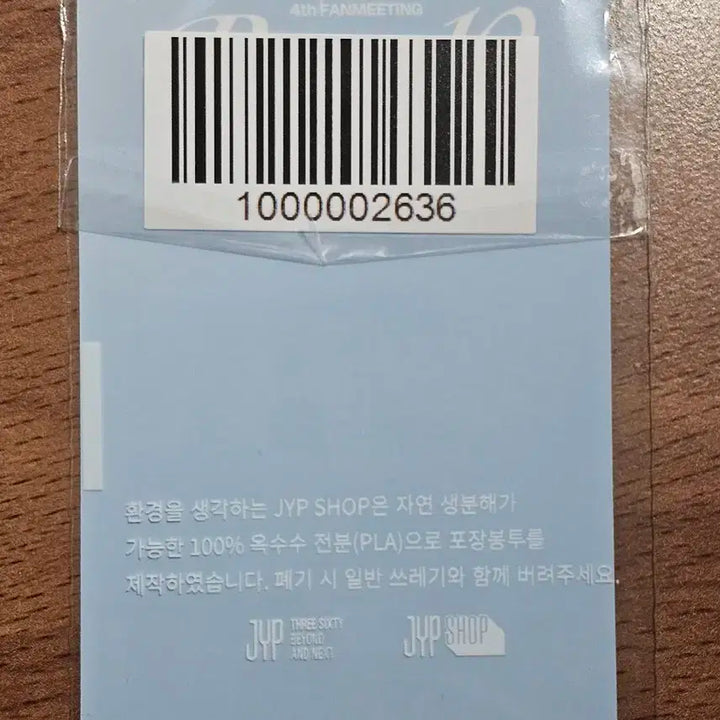 4th FANMEETING
1000002636
환경을 생각하는 JYP SHOP은 자연 생분해가
가능한 100% 옥수수 전분(PLA)으로 포장봉투를
제작하였습니다. 폐기 시 일반 쓰레기와 함께 버려주세요.
JYP THREE SIXTY
BEYOND
AND NEXT
JYP SHOP